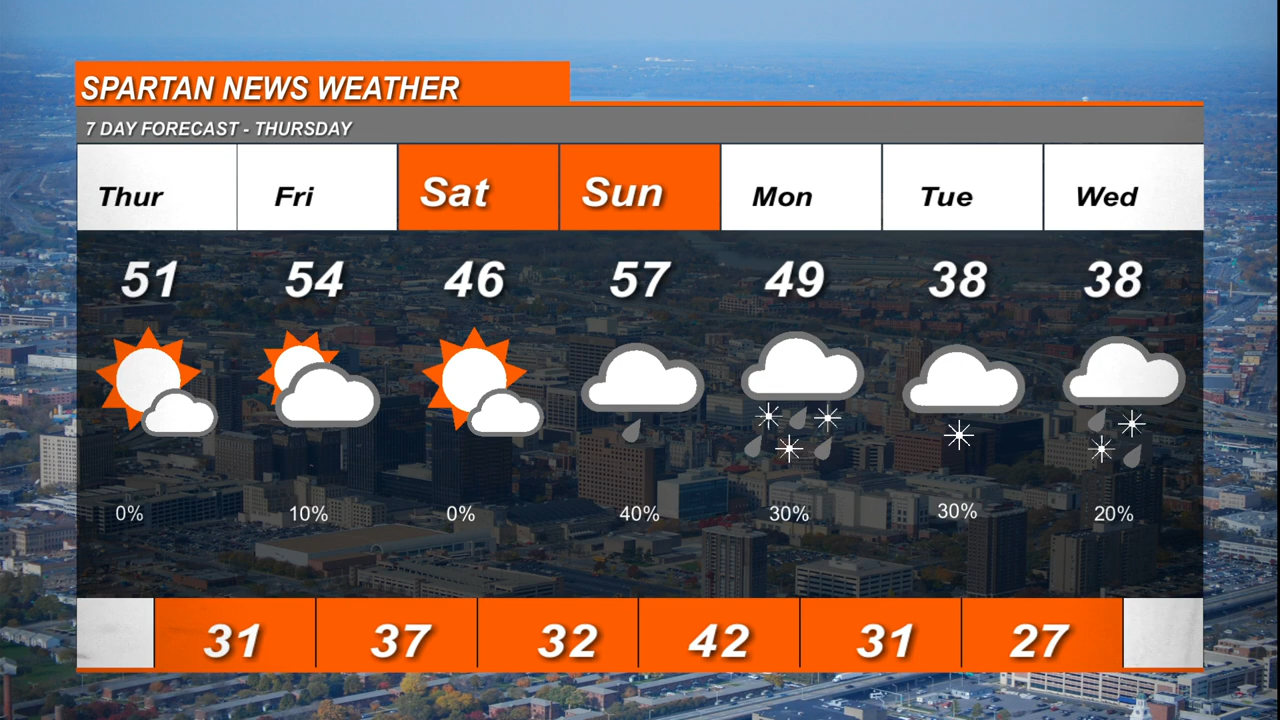 SPARTAN NEWS WEATHER
7 DAY FORECAST - THURSDAY
Thur Fri Sat Sun Mon Tue Wed
51 54 46 57 49 38 38
0% 10% 0% 40% 30% 30% 20%
31 37 32 42 31 27